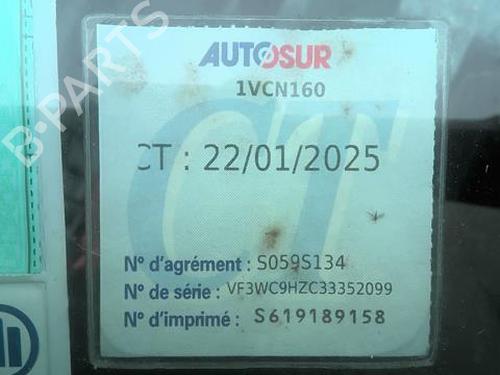 AUTOSUR
1VCN160
CT : 22/01/2025
N° d'agrément : S059S134
N° de série : VF3WC9HZC33352099
N° d'imprimé : S619189158
B-PARTS